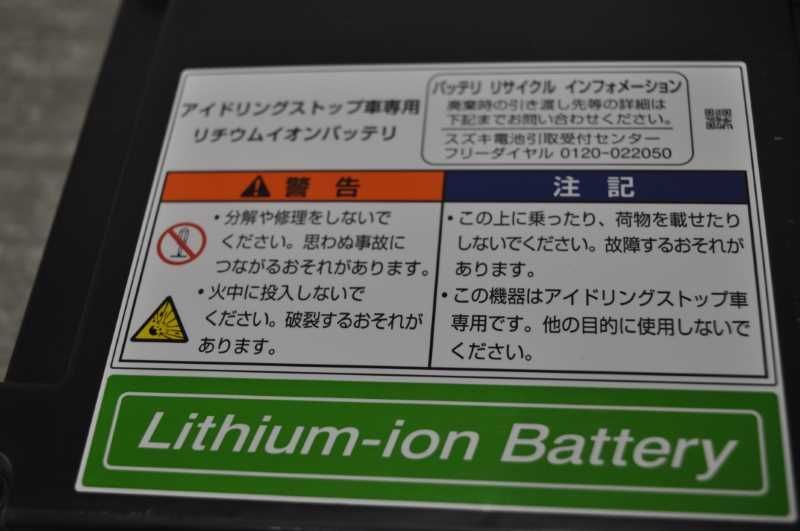 アイドリングストップ車専用
リチウムイオンバッテリ
バッテリ リサイクル インフォメーション
廃棄時の引き渡し先等の詳細は
下記までお問い合わせください。
スズキ電池引取受付センター
フリーダイヤル 0120-022050
警告
・分解や修理をしないで
ください。思わぬ事故に
つながるおそれがあります。
・火中に投入しないで
ください。破裂するおそれが
あります。
注記
・この上に乗ったり、荷物を載せたり
しないでください。故障するおそれが
あります。
・この機器はアイドリングストップ車
専用です。他の目的に使用しないで
ください。
Lithium-ion Battery